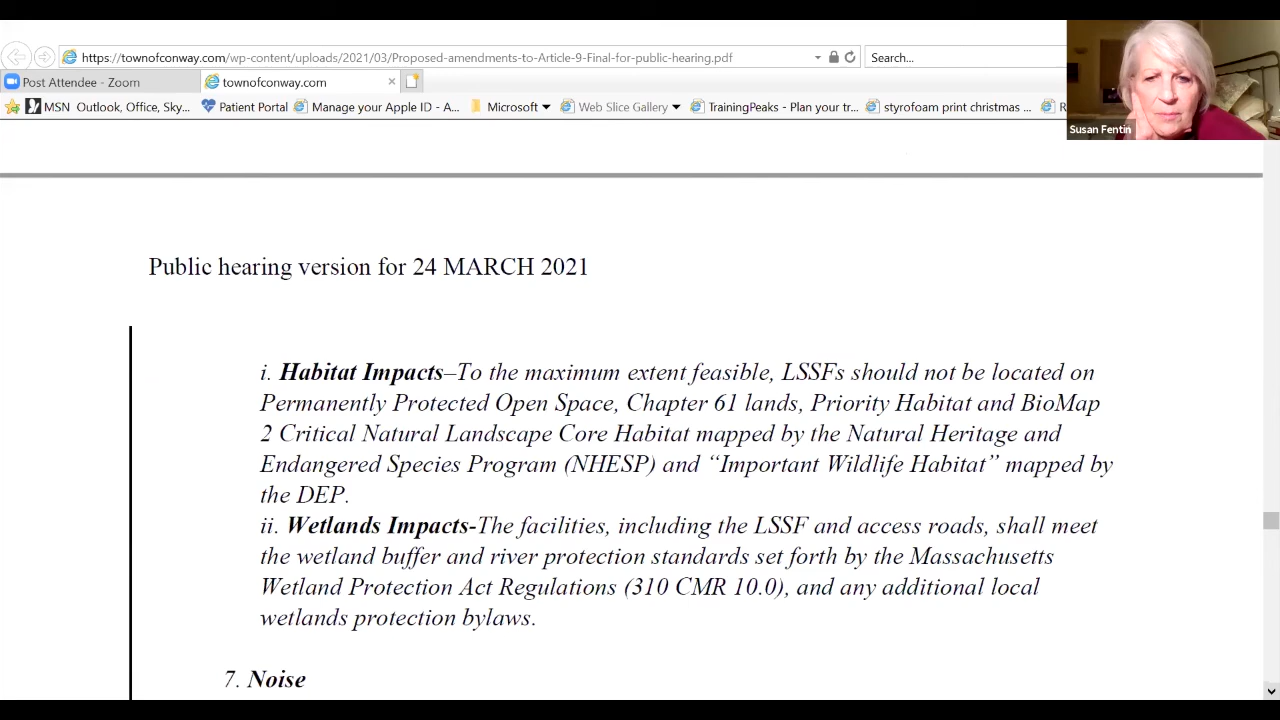 https://townofconway.com/wp-content/uploads/2021/03/Proposed-amendments-to-Article-9-Final-for-public-hearing.pdf
Search...
Post Attendee - Zoom
townofconway.com
MSN Outlook, Office, Sky...
Patient Portal
Manage your Apple ID - A...
Microsoft
Web Slice Gallery
TrainingPeaks - Plan your tr...
styrofoam print christmas ...
Susan Fentin
Public hearing version for 24 MARCH 2021
i. Habitat Impacts–To the maximum extent feasible, LSSFs should not be located on
Permanently Protected Open Space, Chapter 61 lands, Priority Habitat and BioMap
2 Critical Natural Landscape Core Habitat mapped by the Natural Heritage and
Endangered Species Program (NHESP) and “Important Wildlife Habitat” mapped by
the DEP.
ii. Wetlands Impacts-The facilities, including the LSSF and access roads, shall meet
the wetland buffer and river protection standards set forth by the Massachusetts
Wetland Protection Act Regulations (310 CMR 10.0), and any additional local
wetlands protection bylaws.
7. Noise